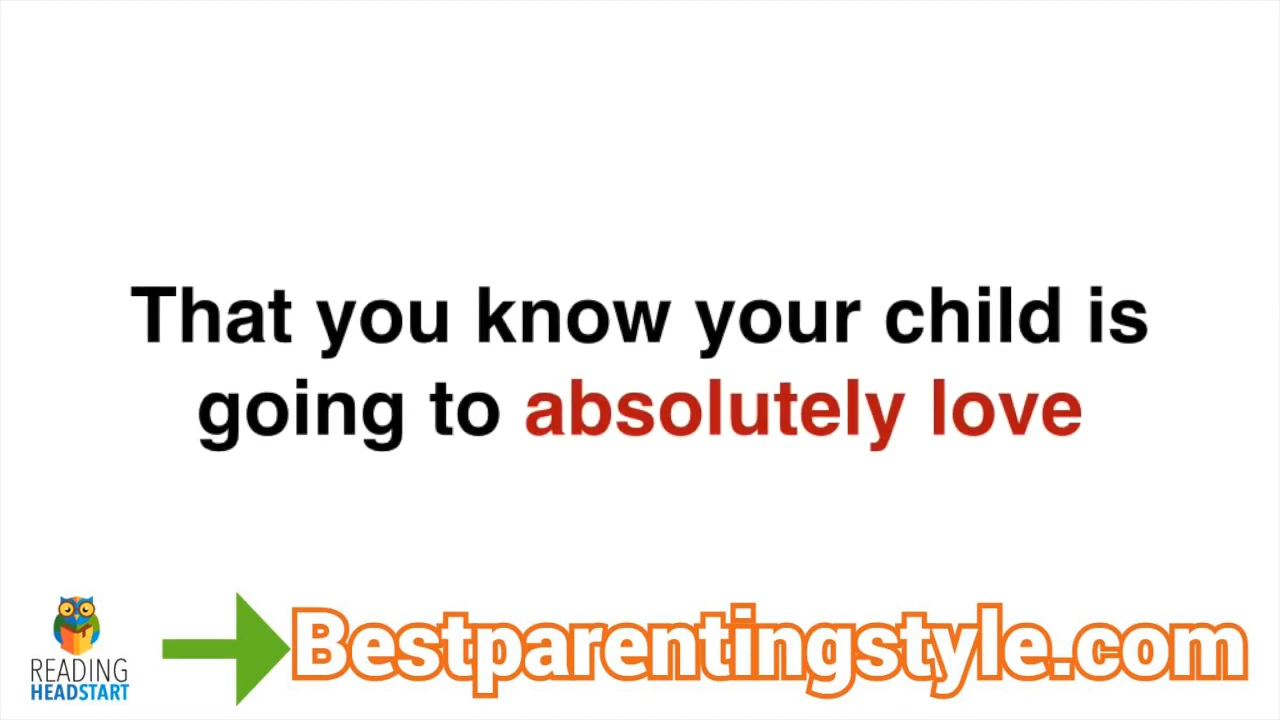 That you know your child is
going to absolutely love
READING
HEADSTART
Bestparentingstyle.com